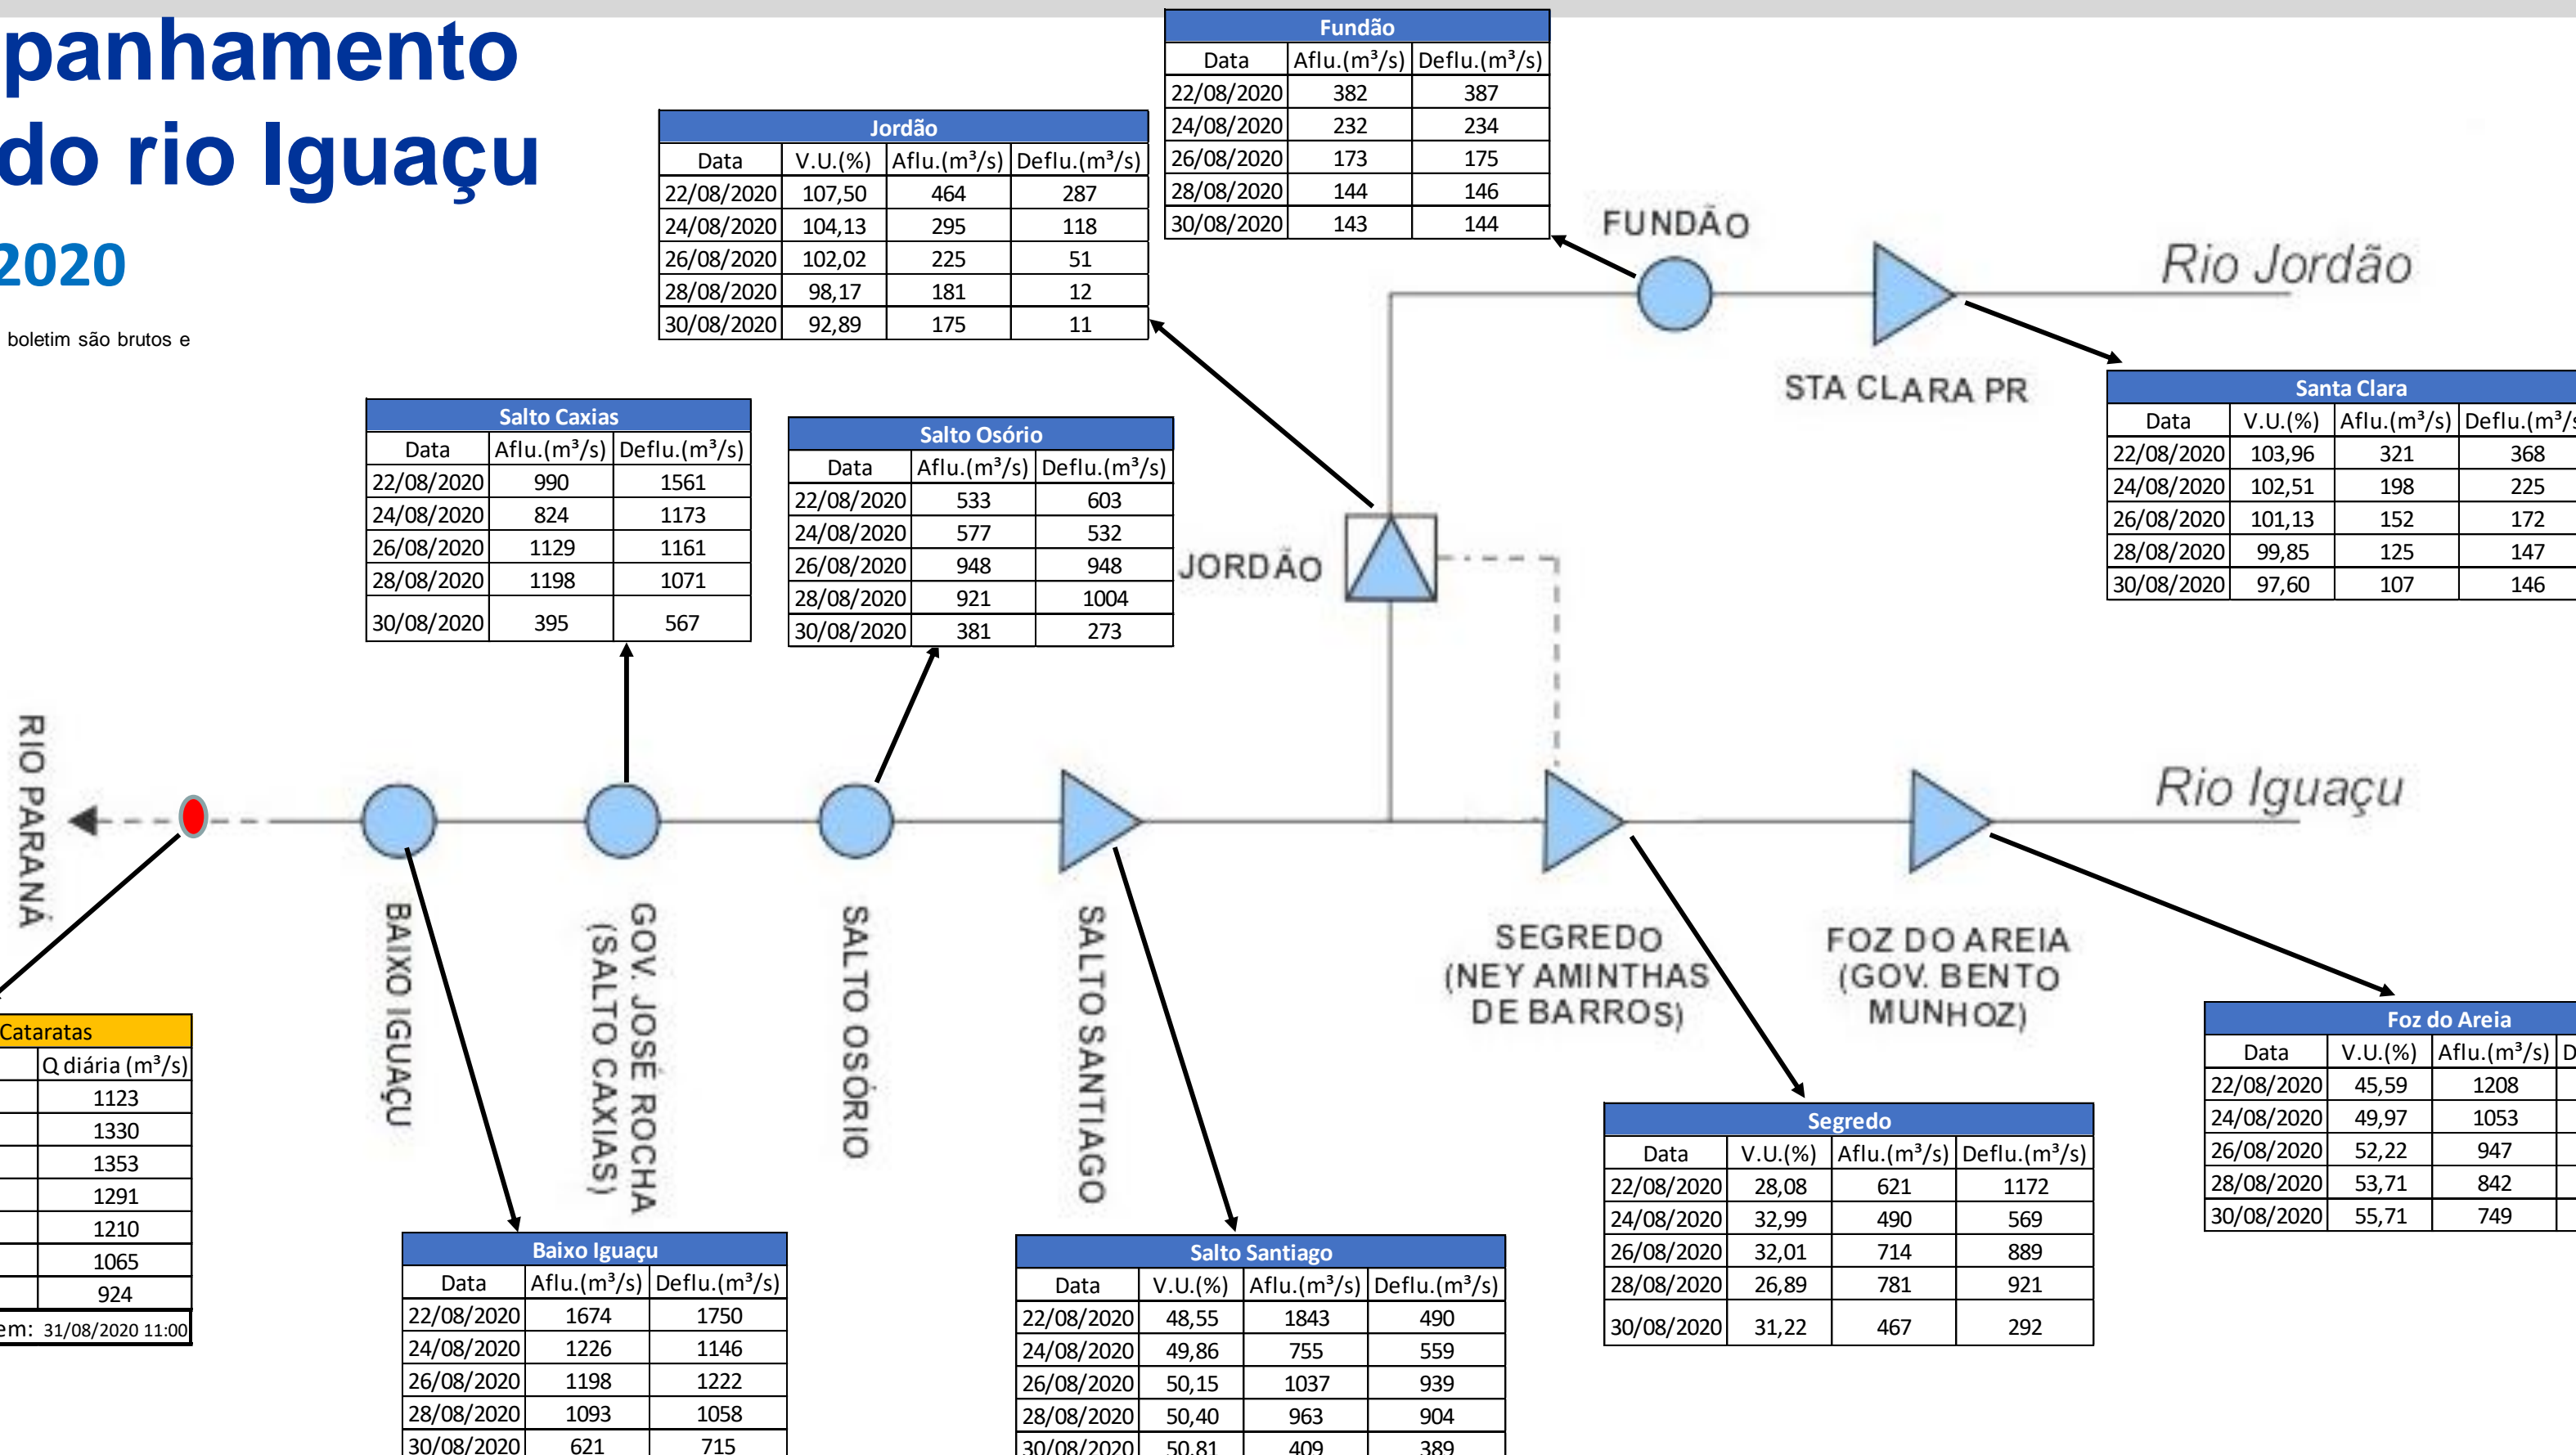 panhamento
do rio Iguaçu
2020
boletim são brutos e
Fundão
Data Aflu.(m³/s) Deflu.(m³/s)
22/08/2020 382 387
24/08/2020 232 234
26/08/2020 173 175
28/08/2020 144 146
30/08/2020 143 144
Jordão
Data V.U.(%) Aflu.(m³/s) Deflu.(m³/s)
22/08/2020 107,50 464 287
24/08/2020 104,13 295 118
26/08/2020 102,02 225 51
28/08/2020 98,17 181 12
30/08/2020 92,89 175 11
FUNDÃO
Rio Jordão
STA CLARA PR
Santa Clara
Data V.U.(%) Aflu.(m³/s) Deflu.(m³/s
22/08/2020 103,96 321 368
24/08/2020 102,51 198 225
26/08/2020 101,13 152 172
28/08/2020 99,85 125 147
30/08/2020 97,60 107 146
Salto Caxias
Data Aflu.(m³/s) Deflu.(m³/s)
22/08/2020 990 1561
24/08/2020 824 1173
26/08/2020 1129 1161
28/08/2020 1198 1071
30/08/2020 395 567
Salto Osório
Data Aflu.(m³/s) Deflu.(m³/s)
22/08/2020 533 603
24/08/2020 577 532
26/08/2020 948 948
28/08/2020 921 1004
30/08/2020 381 273
JORDÃO
RIO PARANÁ
Rio Iguaçu
BAIXO IGUAÇU
GOV. JOSÉ ROCHA
(SALTO CAXIAS)
SALTO OSÓRIO
SALTO SANTIAGO
SEGREDO
(NEY AMINTHAS
DE BARROS)
FOZ DO AREIA
(GOV. BENTO
MUNHOZ)
Cataratas
Q diária (m³/s)
1123
1330
1353
1291
1210
1065
924
em: 31/08/2020 11:00
Baixo Iguaçu
Data Aflu.(m³/s) Deflu.(m³/s)
22/08/2020 1674 1750
24/08/2020 1226 1146
26/08/2020 1198 1222
28/08/2020 1093 1058
30/08/2020 621 715
Salto Santiago
Data V.U.(%) Aflu.(m³/s) Deflu.(m³/s)
22/08/2020 48,55 1843 490
24/08/2020 49,86 755 559
26/08/2020 50,15 1037 939
28/08/2020 50,40 963 904
30/08/2020 50,81 409 389
Segredo
Data V.U.(%) Aflu.(m³/s) Deflu.(m³/s)
22/08/2020 28,08 621 1172
24/08/2020 32,99 490 569
26/08/2020 32,01 714 889
28/08/2020 26,89 781 921
30/08/2020 31,22 467 292
Foz do Areia
Data V.U.(%) Aflu.(m³/s) D
22/08/2020 45,59 1208
24/08/2020 49,97 1053
26/08/2020 52,22 947
28/08/2020 53,71 842
30/08/2020 55,71 749